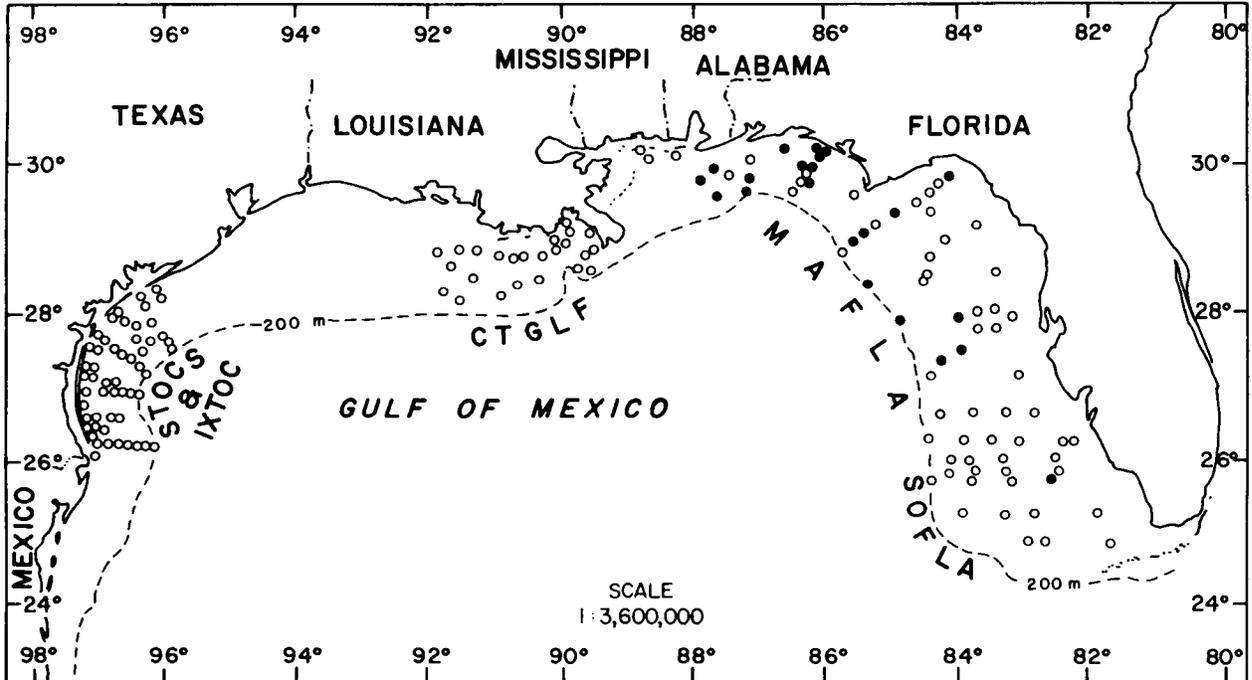 98° 96° 94° 92° 90° 88° 86° 84° 82° 80°
MISSISSIPPI
ALABAMA
TEXAS
LOUISIANA
FLORIDA
30° 30°
MAFLA
28° 28°
200 m
CTGLF
STOCS
&
IXTOC
GULF OF MEXICO
26° 26°
SOFLA
MEXICO
200 m
SCALE
1:3,600,000
24° 24°
98° 96° 94° 92° 90° 88° 86° 84° 82° 80°